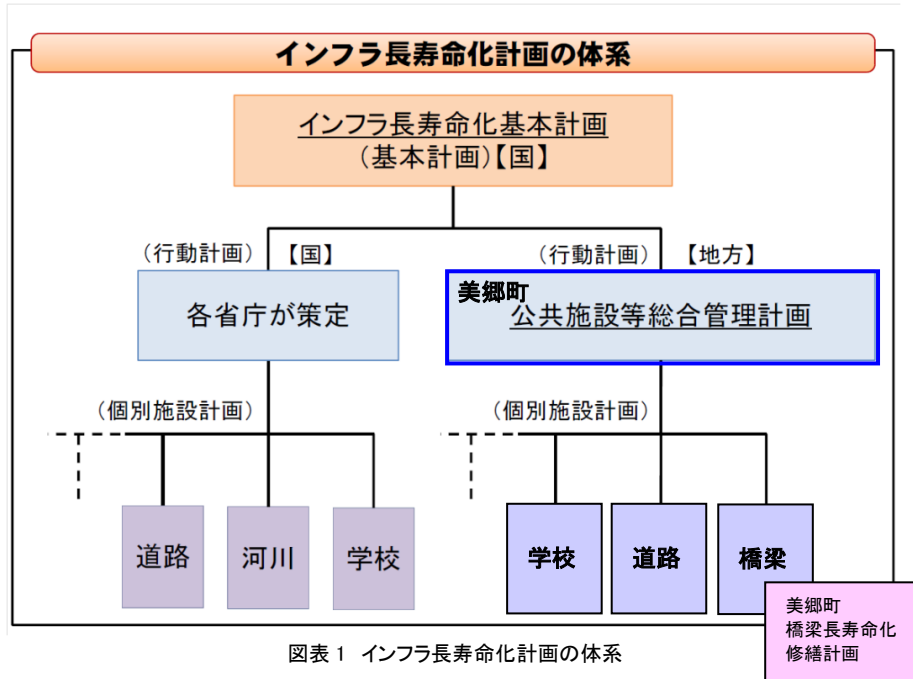 インフラ長寿命化計画の体系
インフラ長寿命化基本計画
(基本計画)【国】
(行動計画) 【国】
(行動計画) 【地方】
各省庁が策定
美郷町
公共施設等総合管理計画
(個別施設計画)
(個別施設計画)
道路 河川 学校
学校 道路 橋梁
美郷町
橋梁長寿命化
修繕計画
図表 1 インフラ長寿命化計画の体系